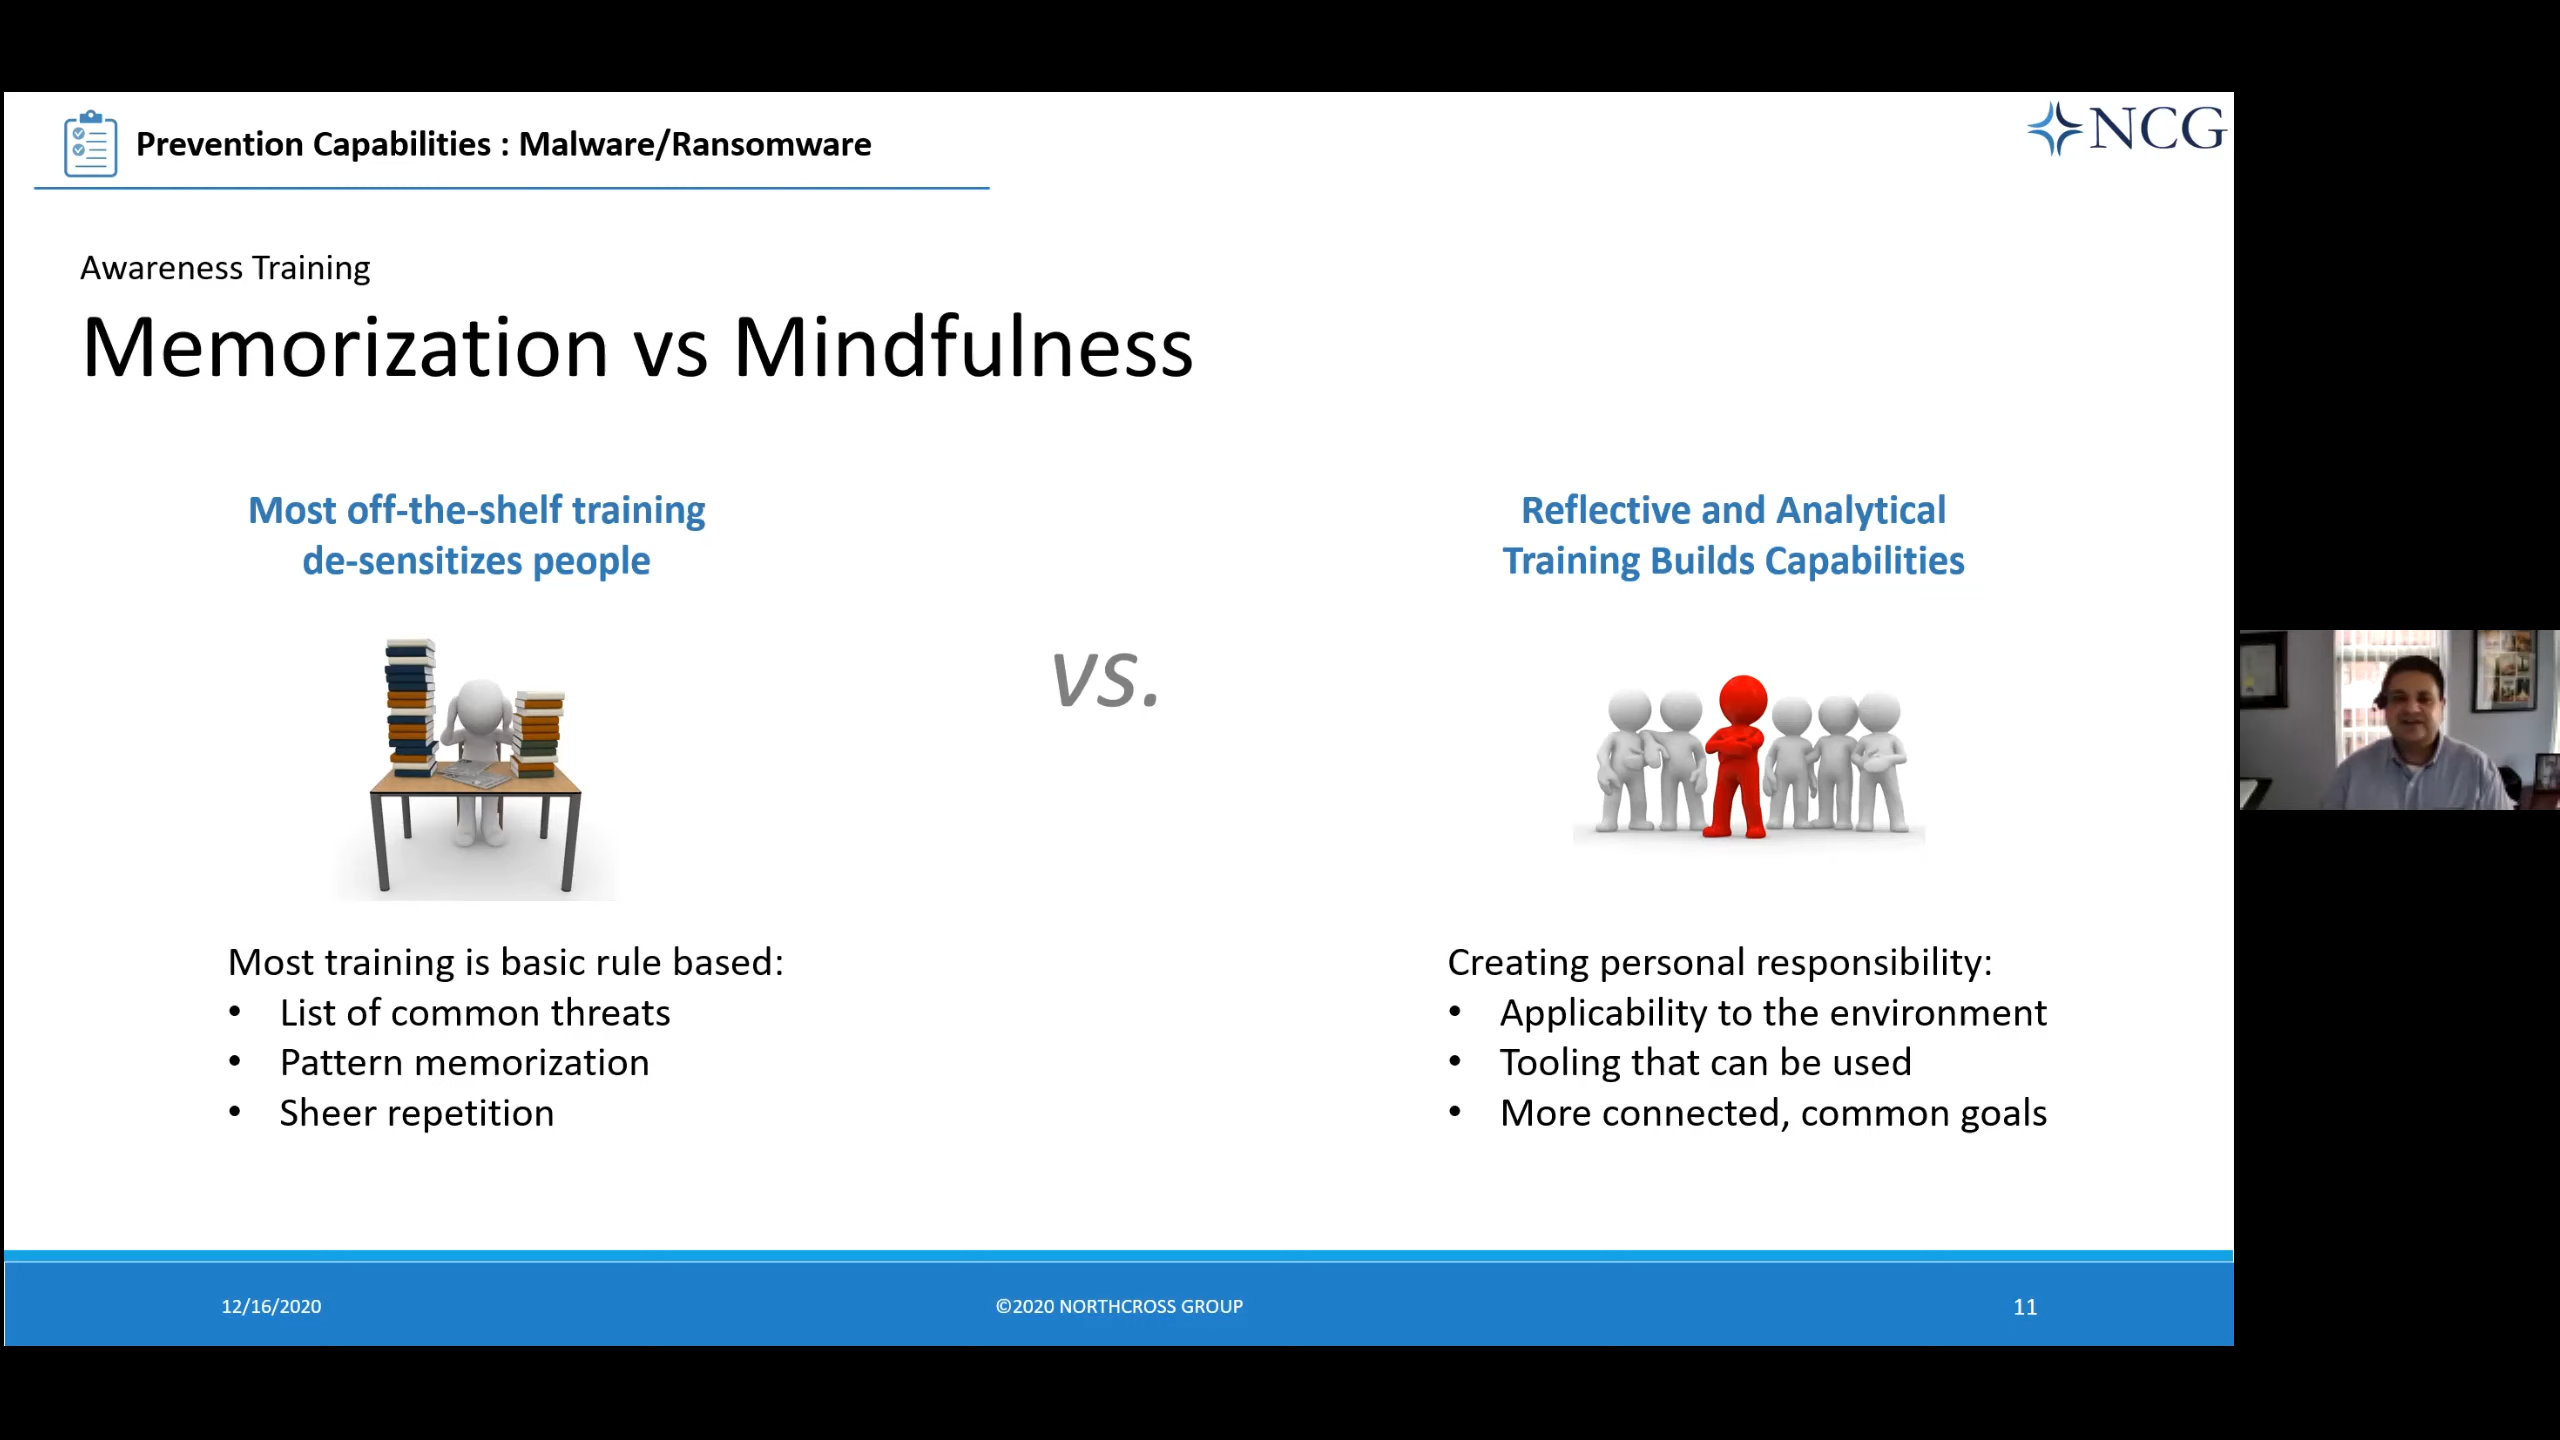 Prevention Capabilities : Malware/Ransomware
NCG
Awareness Training
Memorization vs Mindfulness
Most off-the-shelf training
de-sensitizes people
vs.
Reflective and Analytical
Training Builds Capabilities
Most training is basic rule based:
• List of common threats
• Pattern memorization
• Sheer repetition
Creating personal responsibility:
• Applicability to the environment
• Tooling that can be used
• More connected, common goals
12/16/2020
©2020 NORTHCROSS GROUP
11